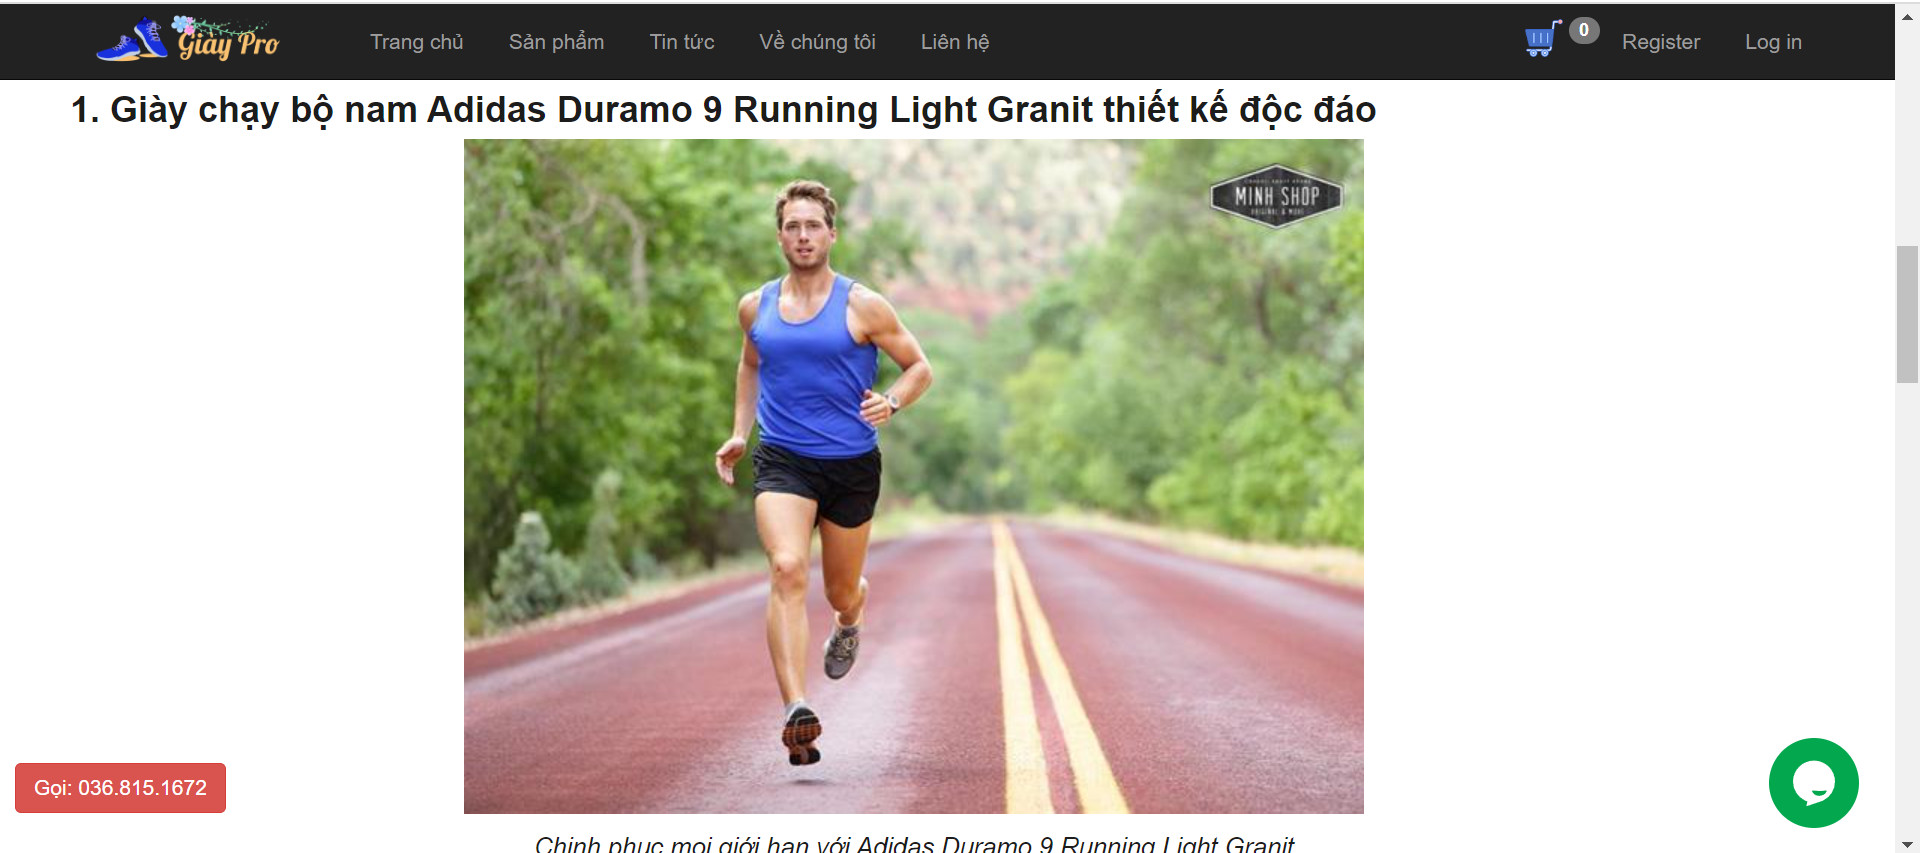 Giày Pro
Trang chủ
Sản phẩm
Tin tức
Về chúng tôi
Liên hệ
0
Register
Log in
1. Giày chạy bộ nam Adidas Duramo 9 Running Light Granit thiết kế độc đáo
MINH SHOP
ORIGINAL & MORE
Gọi: 036.815.1672
Chinh phục mọi giới hạn với Adidas Duramo 9 Running Light Granit